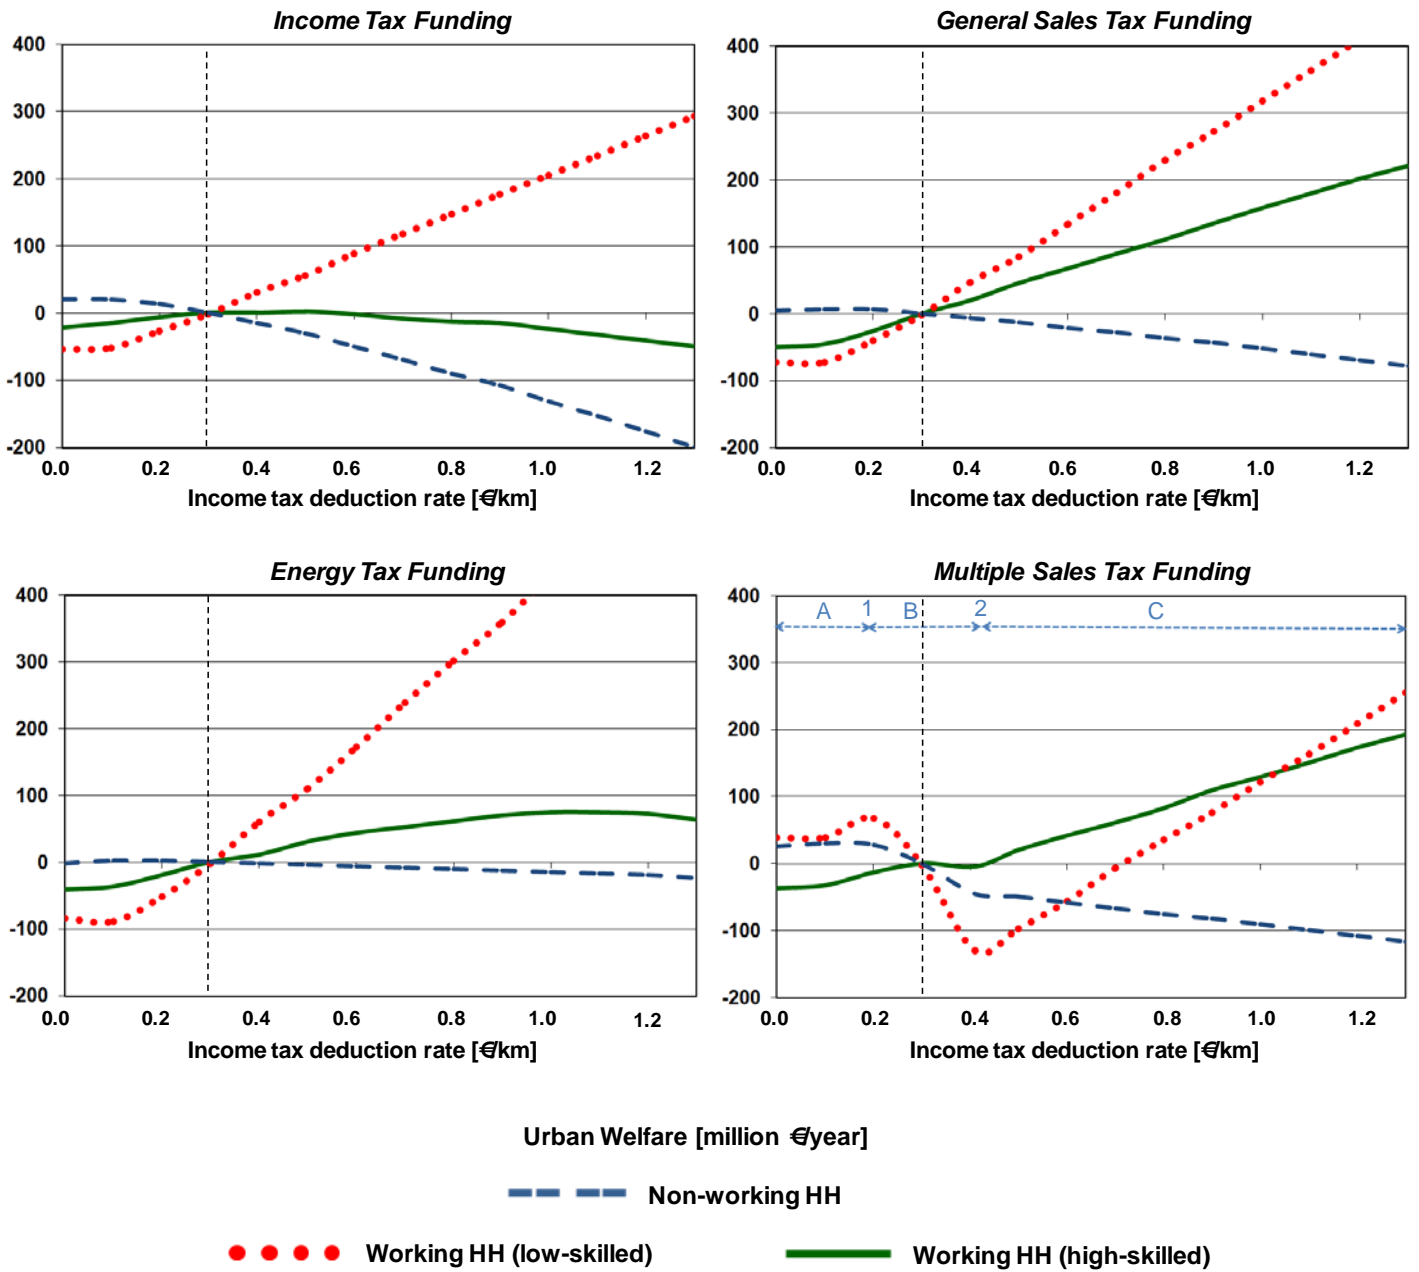 Income Tax Funding
400
300
200
100
0
-100
-200
0.0 0.2 0.4 0.6 0.8 1.0 1.2
Income tax deduction rate [€/km]
General Sales Tax Funding
400
300
200
100
0
-100
-200
0.0 0.2 0.4 0.6 0.8 1.0 1.2
Income tax deduction rate [€/km]
Energy Tax Funding
400
300
200
100
0
-100
-200
0.0 0.2 0.4 0.6 0.8 1.0 1.2
Income tax deduction rate [€/km]
Multiple Sales Tax Funding
A 1 B 2 C
400
300
200
100
0
-100
-200
0.0 0.2 0.4 0.6 0.8 1.0 1.2
Income tax deduction rate [€/km]
Urban Welfare [million €/year]
Non-working HH
Working HH (low-skilled) Working HH (high-skilled)